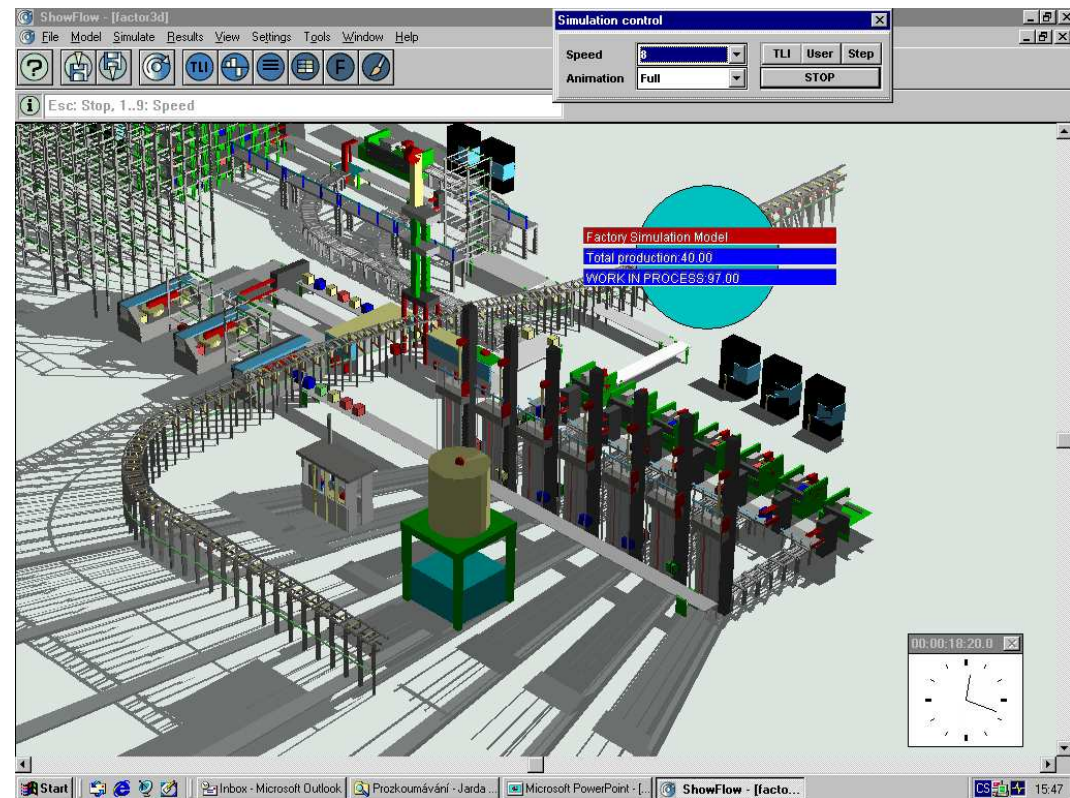 ShowFlow - [factor3d]
File Model Simulate Results View Settings Tools Window Help
Simulation control
Speed 8 TLI User Step
Animation Full STOP
? TLI F
i Esc: Stop, 1..9: Speed
Factory Simulation Model
Total production:40.00
WORK IN PROCESS:97.00
00:00:18:20.0
Start Inbox - Microsoft Outlook Prozkoumávání - Jarda ... Microsoft PowerPoint - [... ShowFlow - [facto... CS 15:47